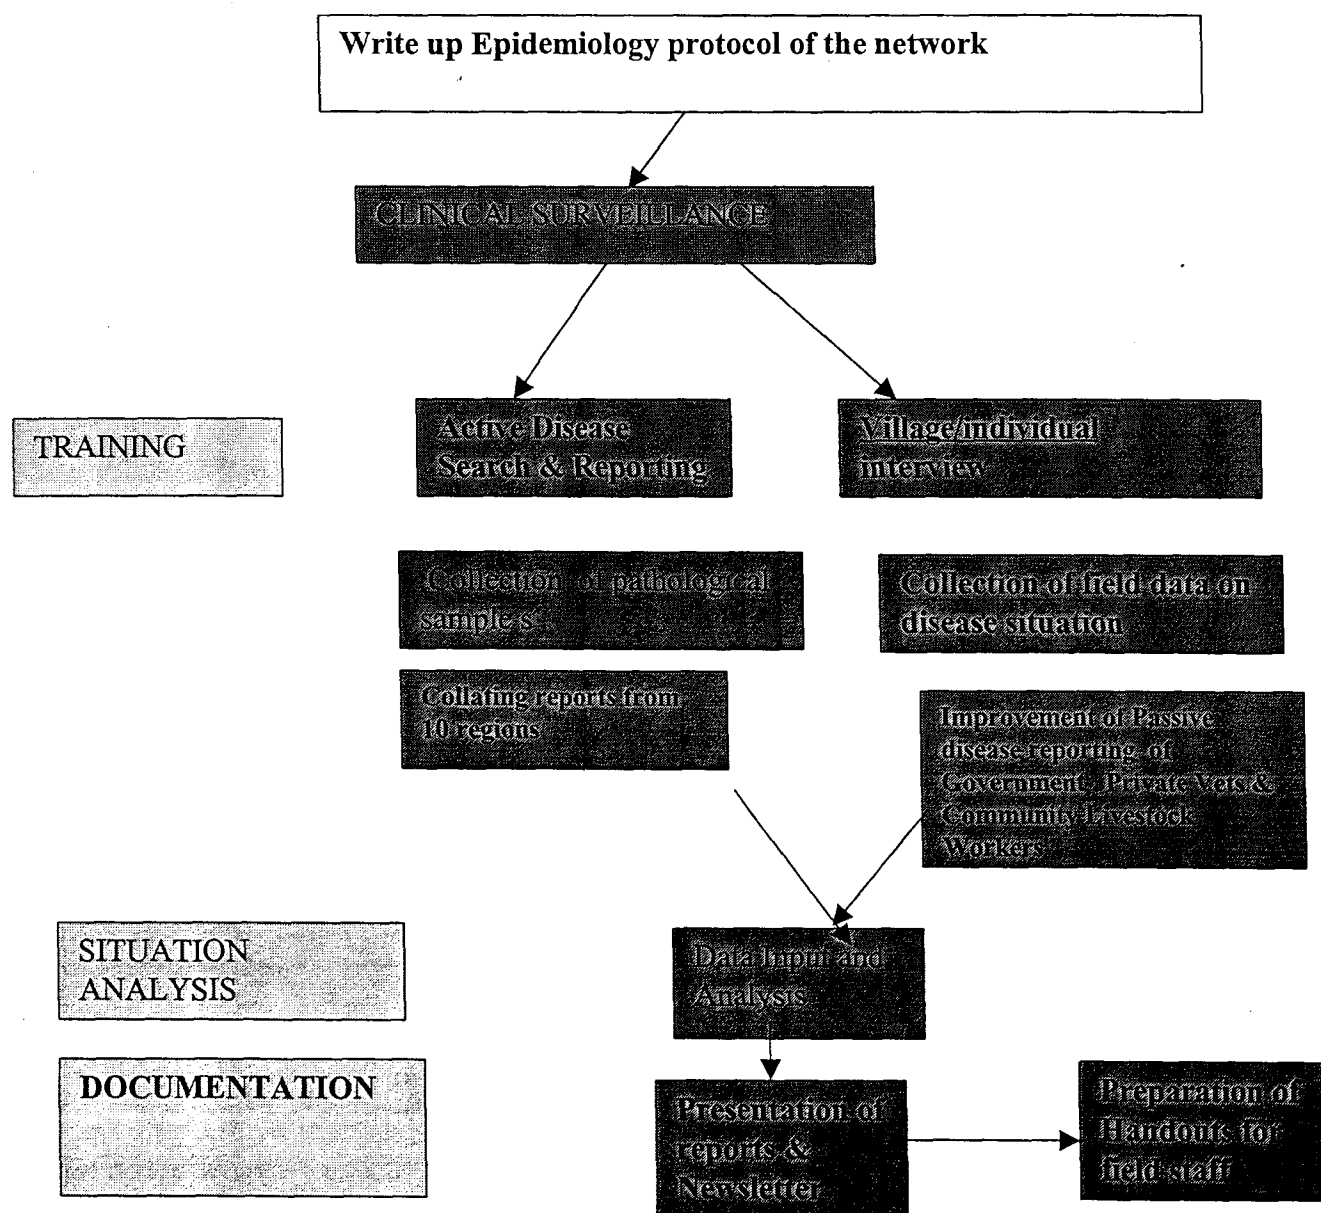 Write up Epidemiology protocol of the network
CLINICAL SURVEILLANCE
TRAINING
Active Disease
Search & Reporting
Village/individual
interview
Collection of pathological
sample s
Collection of field data on
disease situation
Collating reports from
10 regions
Improvement of Passive
disease reporting of
Government, Private Vets &
Community Livestock
Workers
SITUATION
ANALYSIS
Data Input and
Analysis
DOCUMENTATION
Presentation of
reports &
Newsletter
Preparation of
Handouts for
field staff